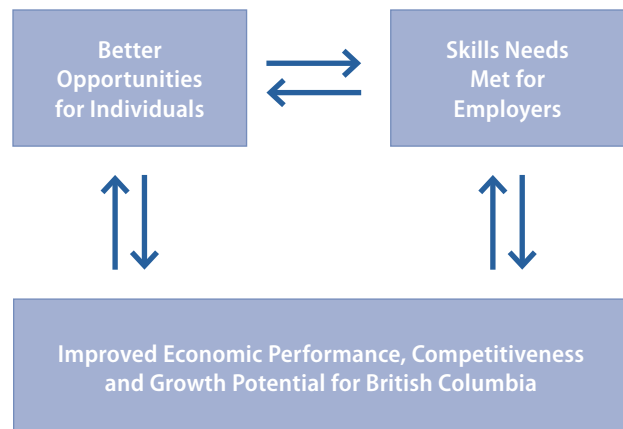 Better
Opportunities
for Individuals
Skills Needs
Met for
Employers
Improved Economic Performance, Competitiveness
and Growth Potential for British Columbia